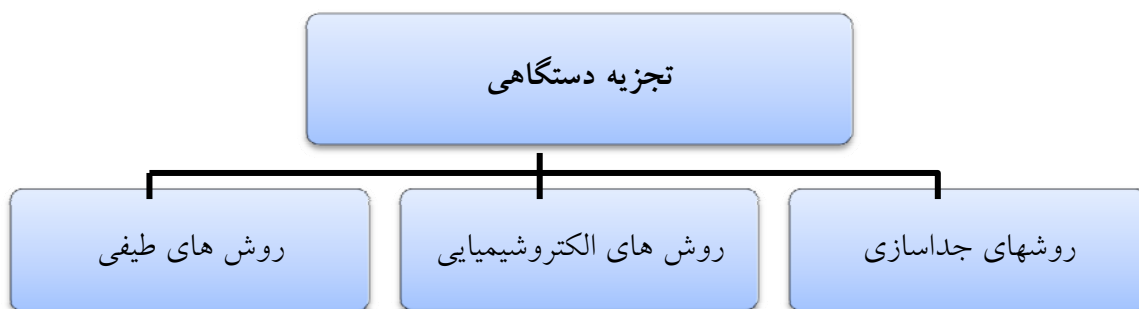 تجزیه دستگاهی
روشهای جداسازی
روش های الکتروشیمیایی
روش های طیفی